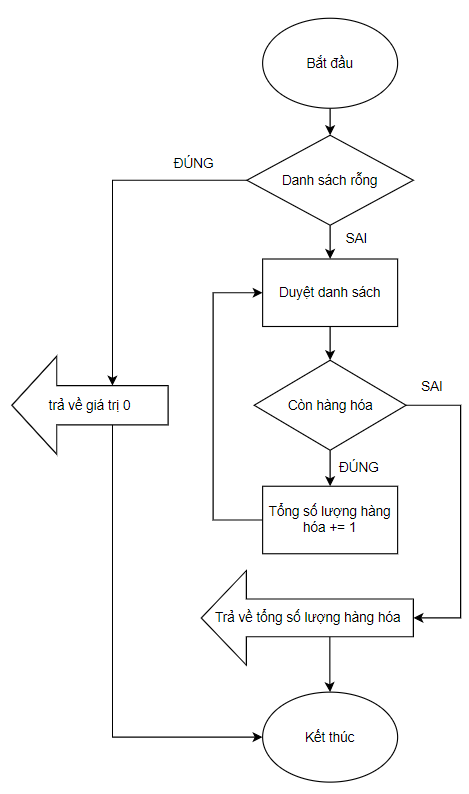 Bắt đầu
ĐÚNG
Danh sách rỗng
SAI
Duyệt danh sách
SAI
Còn hàng hóa
trả về giá trị 0
ĐÚNG
Tổng số lượng hàng
hóa += 1
Trả về tổng số lượng hàng hóa
Kết thúc